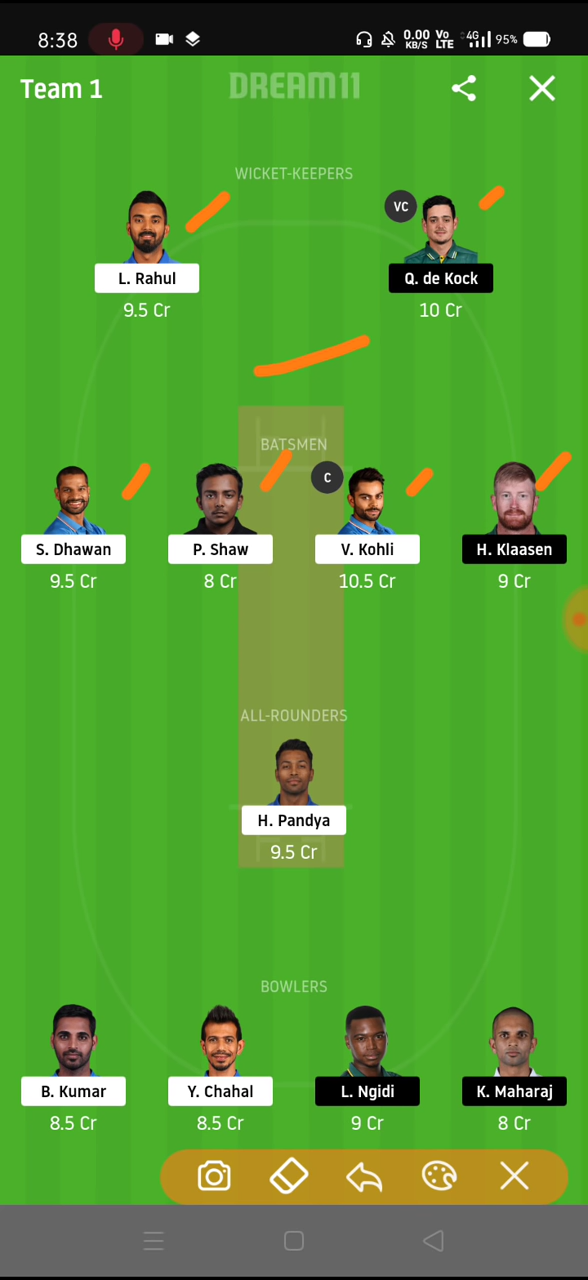 8:38 0.00 KB/S Vo LTE 4G 95%
Team 1 DREAM11
WICKET-KEEPERS
VC
L. Rahul Q. de Kock
9.5 Cr 10 Cr
BATSMEN
C
S. Dhawan P. Shaw V. Kohli H. Klaasen
9.5 Cr 8 Cr 10.5 Cr 9 Cr
ALL-ROUNDERS
H. Pandya
9.5 Cr
BOWLERS
B. Kumar Y. Chahal L. Ngidi K. Maharaj
8.5 Cr 8.5 Cr 9 Cr 8 Cr